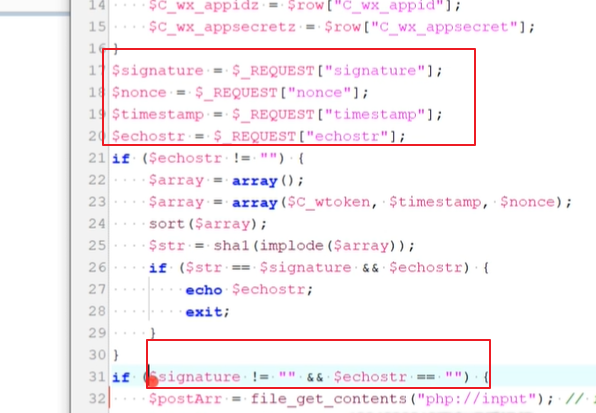 14 $C_wx_appidz = $row["C_wx_appid"];
15 $C_wx_appsecretz = $row["C_wx_appsecret"];
16 }
17 $signature = $_REQUEST["signature"];
18 $nonce = $_REQUEST["nonce"];
19 $timestamp = $_REQUEST["timestamp"];
20 $echostr = $_REQUEST["echostr"];
21 if ($echostr != "") {
22 $array = array();
23 $array = array($C_wtoken, $timestamp, $nonce);
24 sort($array);
25 $str = sha1(implode($array));
26 if ($str == $signature && $echostr) {
27 echo $echostr;
28 exit;
29 }
30 }
31 if ($signature != "" && $echostr == "") {
32 $postArr = file_get_contents("php://input"); //